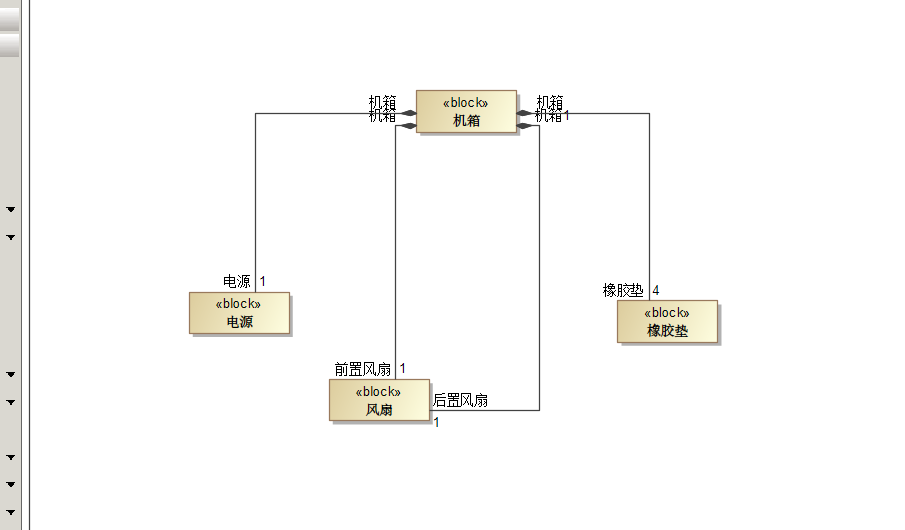 机箱
机箱
«block»
机箱
机箱
机箱 1
电源 1
«block»
电源
橡胶垫 4
«block»
橡胶垫
前置风扇 1
«block»
风扇
后置风扇
1